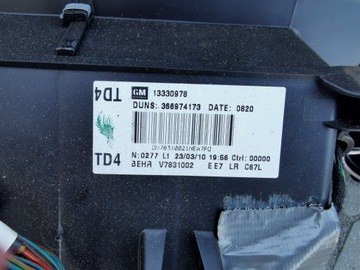 TD4
GM 13330978
DUNS: 366974173 DATE: 0820
TD4
N:0277 L1 23/03/10 19:56 Ctrl: 00000
BEHR V7831002 EE7 LR C67L